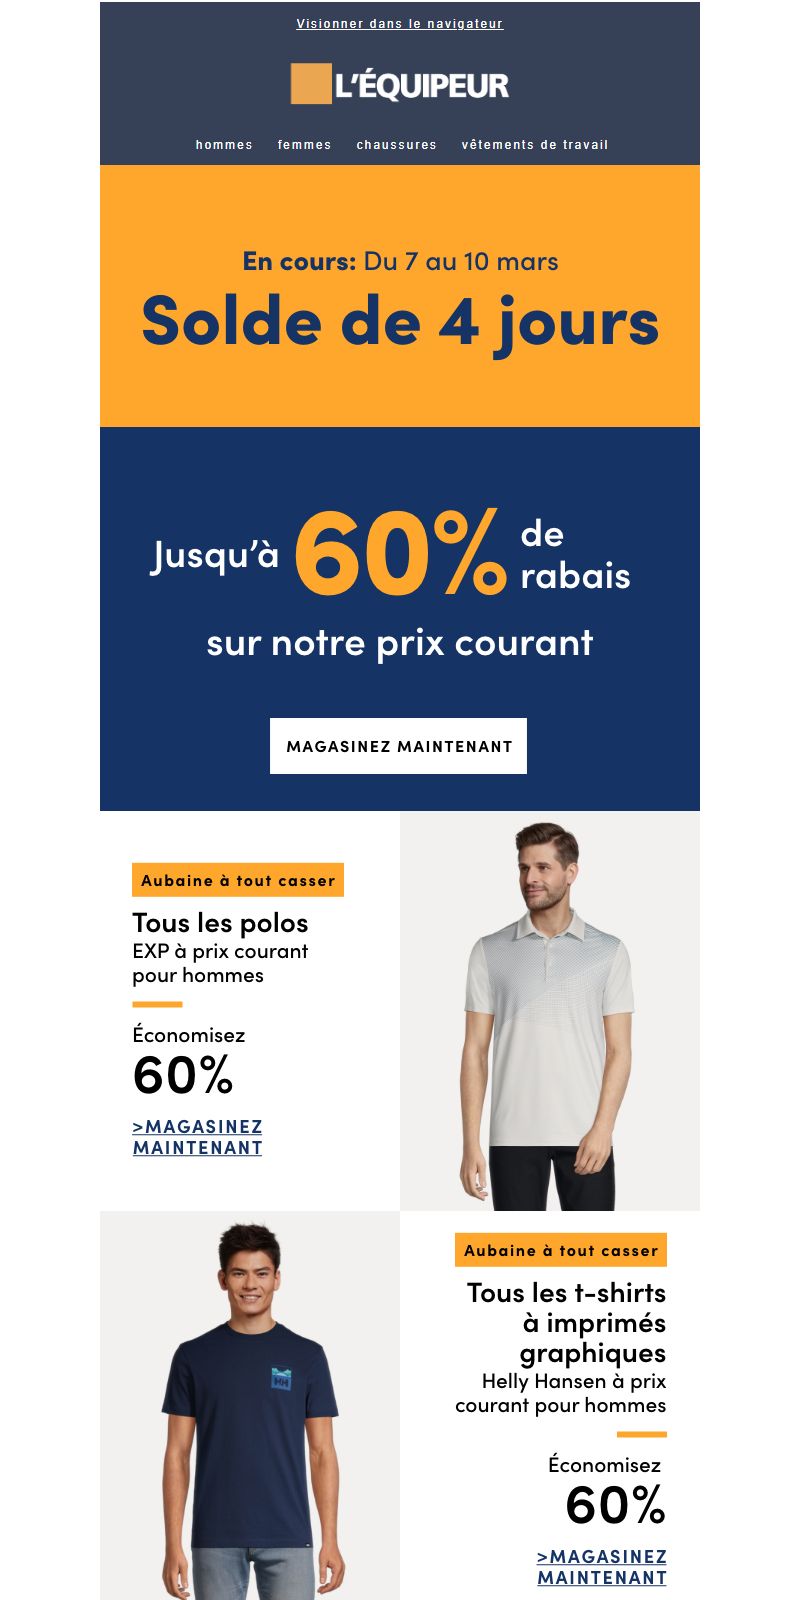 Visionner dans le navigateur
L'ÉQUIPEUR
hommes femmes chaussures vêtements de travail
En cours: Du 7 au 10 mars
Solde de 4 jours
Jusqu'à 60% de rabais
sur notre prix courant
MAGASINEZ MAINTENANT
Aubaine à tout casser
Tous les polos
EXP à prix courant
pour hommes
Économisez
60%
>MAGASINEZ
MAINTENANT
Aubaine à tout casser
Tous les t-shirts
à imprimés
graphiques
Helly Hansen à prix
courant pour hommes
Économisez
60%
>MAGASINEZ
MAINTENANT
HH